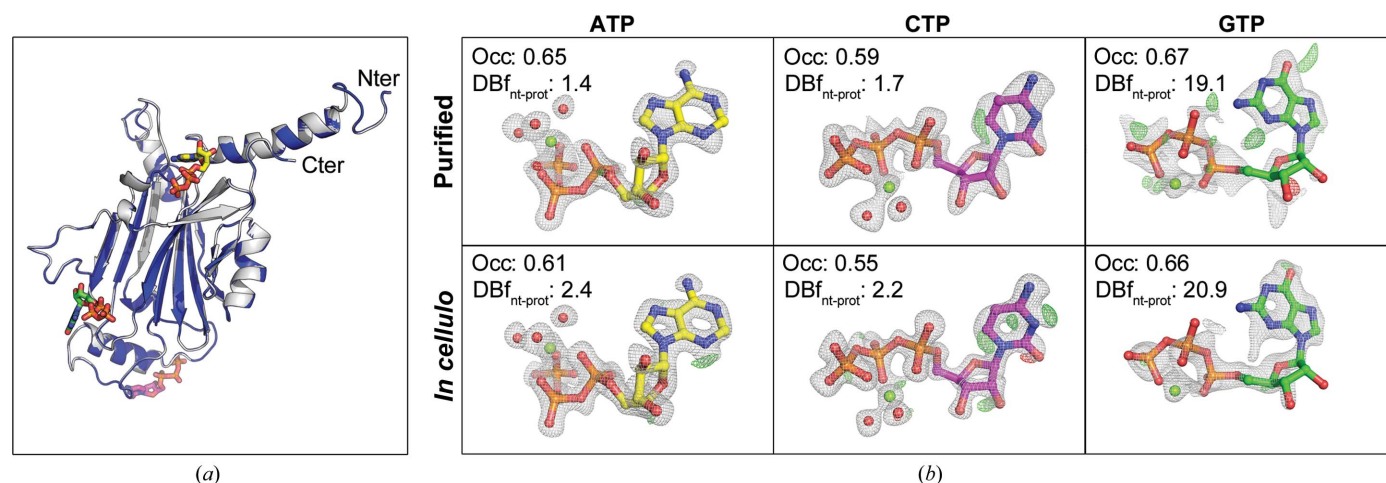 ATP CTP GTP
Nter
Cter
Purified
Occ: 0.65
DBfnt-prot: 1.4
Occ: 0.59
DBfnt-prot: 1.7
Occ: 0.67
DBfnt-prot: 19.1
In cellulo
Occ: 0.61
DBfnt-prot: 2.4
Occ: 0.55
DBfnt-prot: 2.2
Occ: 0.66
DBfnt-prot: 20.9
(a) (b)